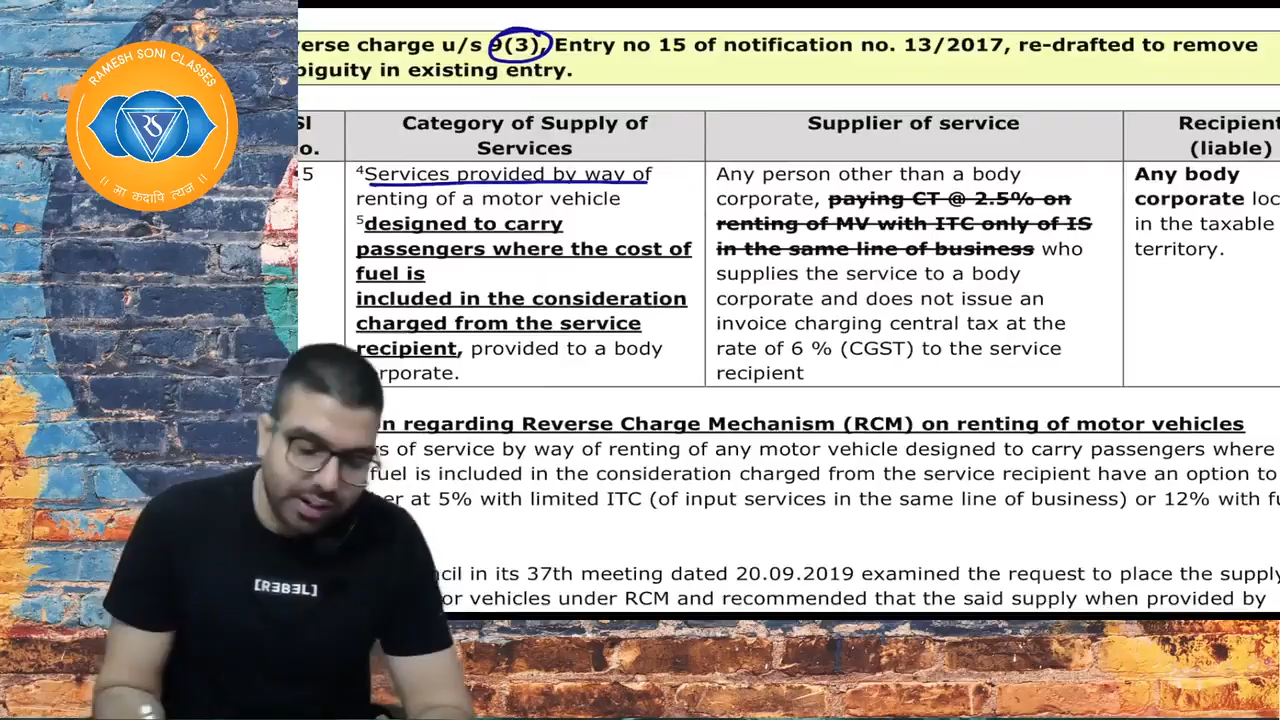 RAMESH SONI CLASSES
RS
॥ मा कदापि त्यज ॥
verse charge u/s 9(3), Entry no 15 of notification no. 13/2017, re-drafted to remove
biguity in existing entry.
Sl
o.
Category of Supply of
Services
Supplier of service
Recipient
(liable)
5
⁴Services provided by way of
renting of a motor vehicle
⁵designed to carry
passengers where the cost of
fuel is
included in the consideration
charged from the service
recipient, provided to a body
rporate.
Any person other than a body
corporate, paying CT @ 2.5% on
renting of MV with ITC only of IS
in the same line of business who
supplies the service to a body
corporate and does not issue an
invoice charging central tax at the
rate of 6 % (CGST) to the service
recipient
Any body
corporate loc
in the taxable
territory.
n regarding Reverse Charge Mechanism (RCM) on renting of motor vehicles
rs of service by way of renting of any motor vehicle designed to carry passengers where
fuel is included in the consideration charged from the service recipient have an option to
er at 5% with limited ITC (of input services in the same line of business) or 12% with fu
ncil in its 37th meeting dated 20.09.2019 examined the request to place the supply
or vehicles under RCM and recommended that the said supply when provided by
[REBEL]